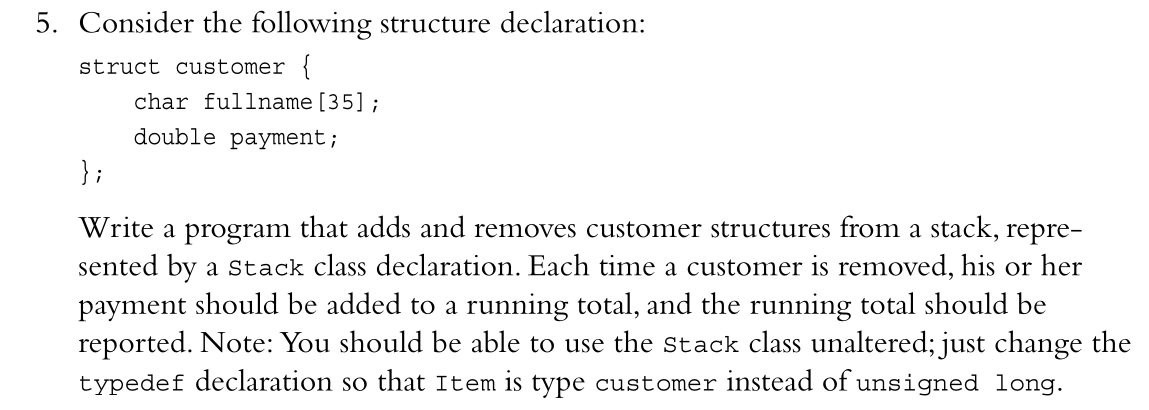 5. Consider the following structure declaration:
struct customer {
    char fullname[35];
    double payment;
};
Write a program that adds and removes customer structures from a stack, repre-
sented by a Stack class declaration. Each time a customer is removed, his or her
payment should be added to a running total, and the running total should be
reported. Note: You should be able to use the Stack class unaltered; just change the
typedef declaration so that Item is type customer instead of unsigned long.